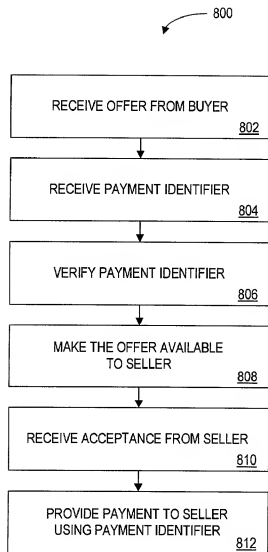 800
RECEIVE OFFER FROM BUYER
802
RECEIVE PAYMENT IDENTIFIER
804
VERIFY PAYMENT IDENTIFIER
806
MAKE THE OFFER AVAILABLE
TO SELLER
808
RECEIVE ACCEPTANCE FROM SELLER
810
PROVIDE PAYMENT TO SELLER
USING PAYMENT IDENTIFIER
812